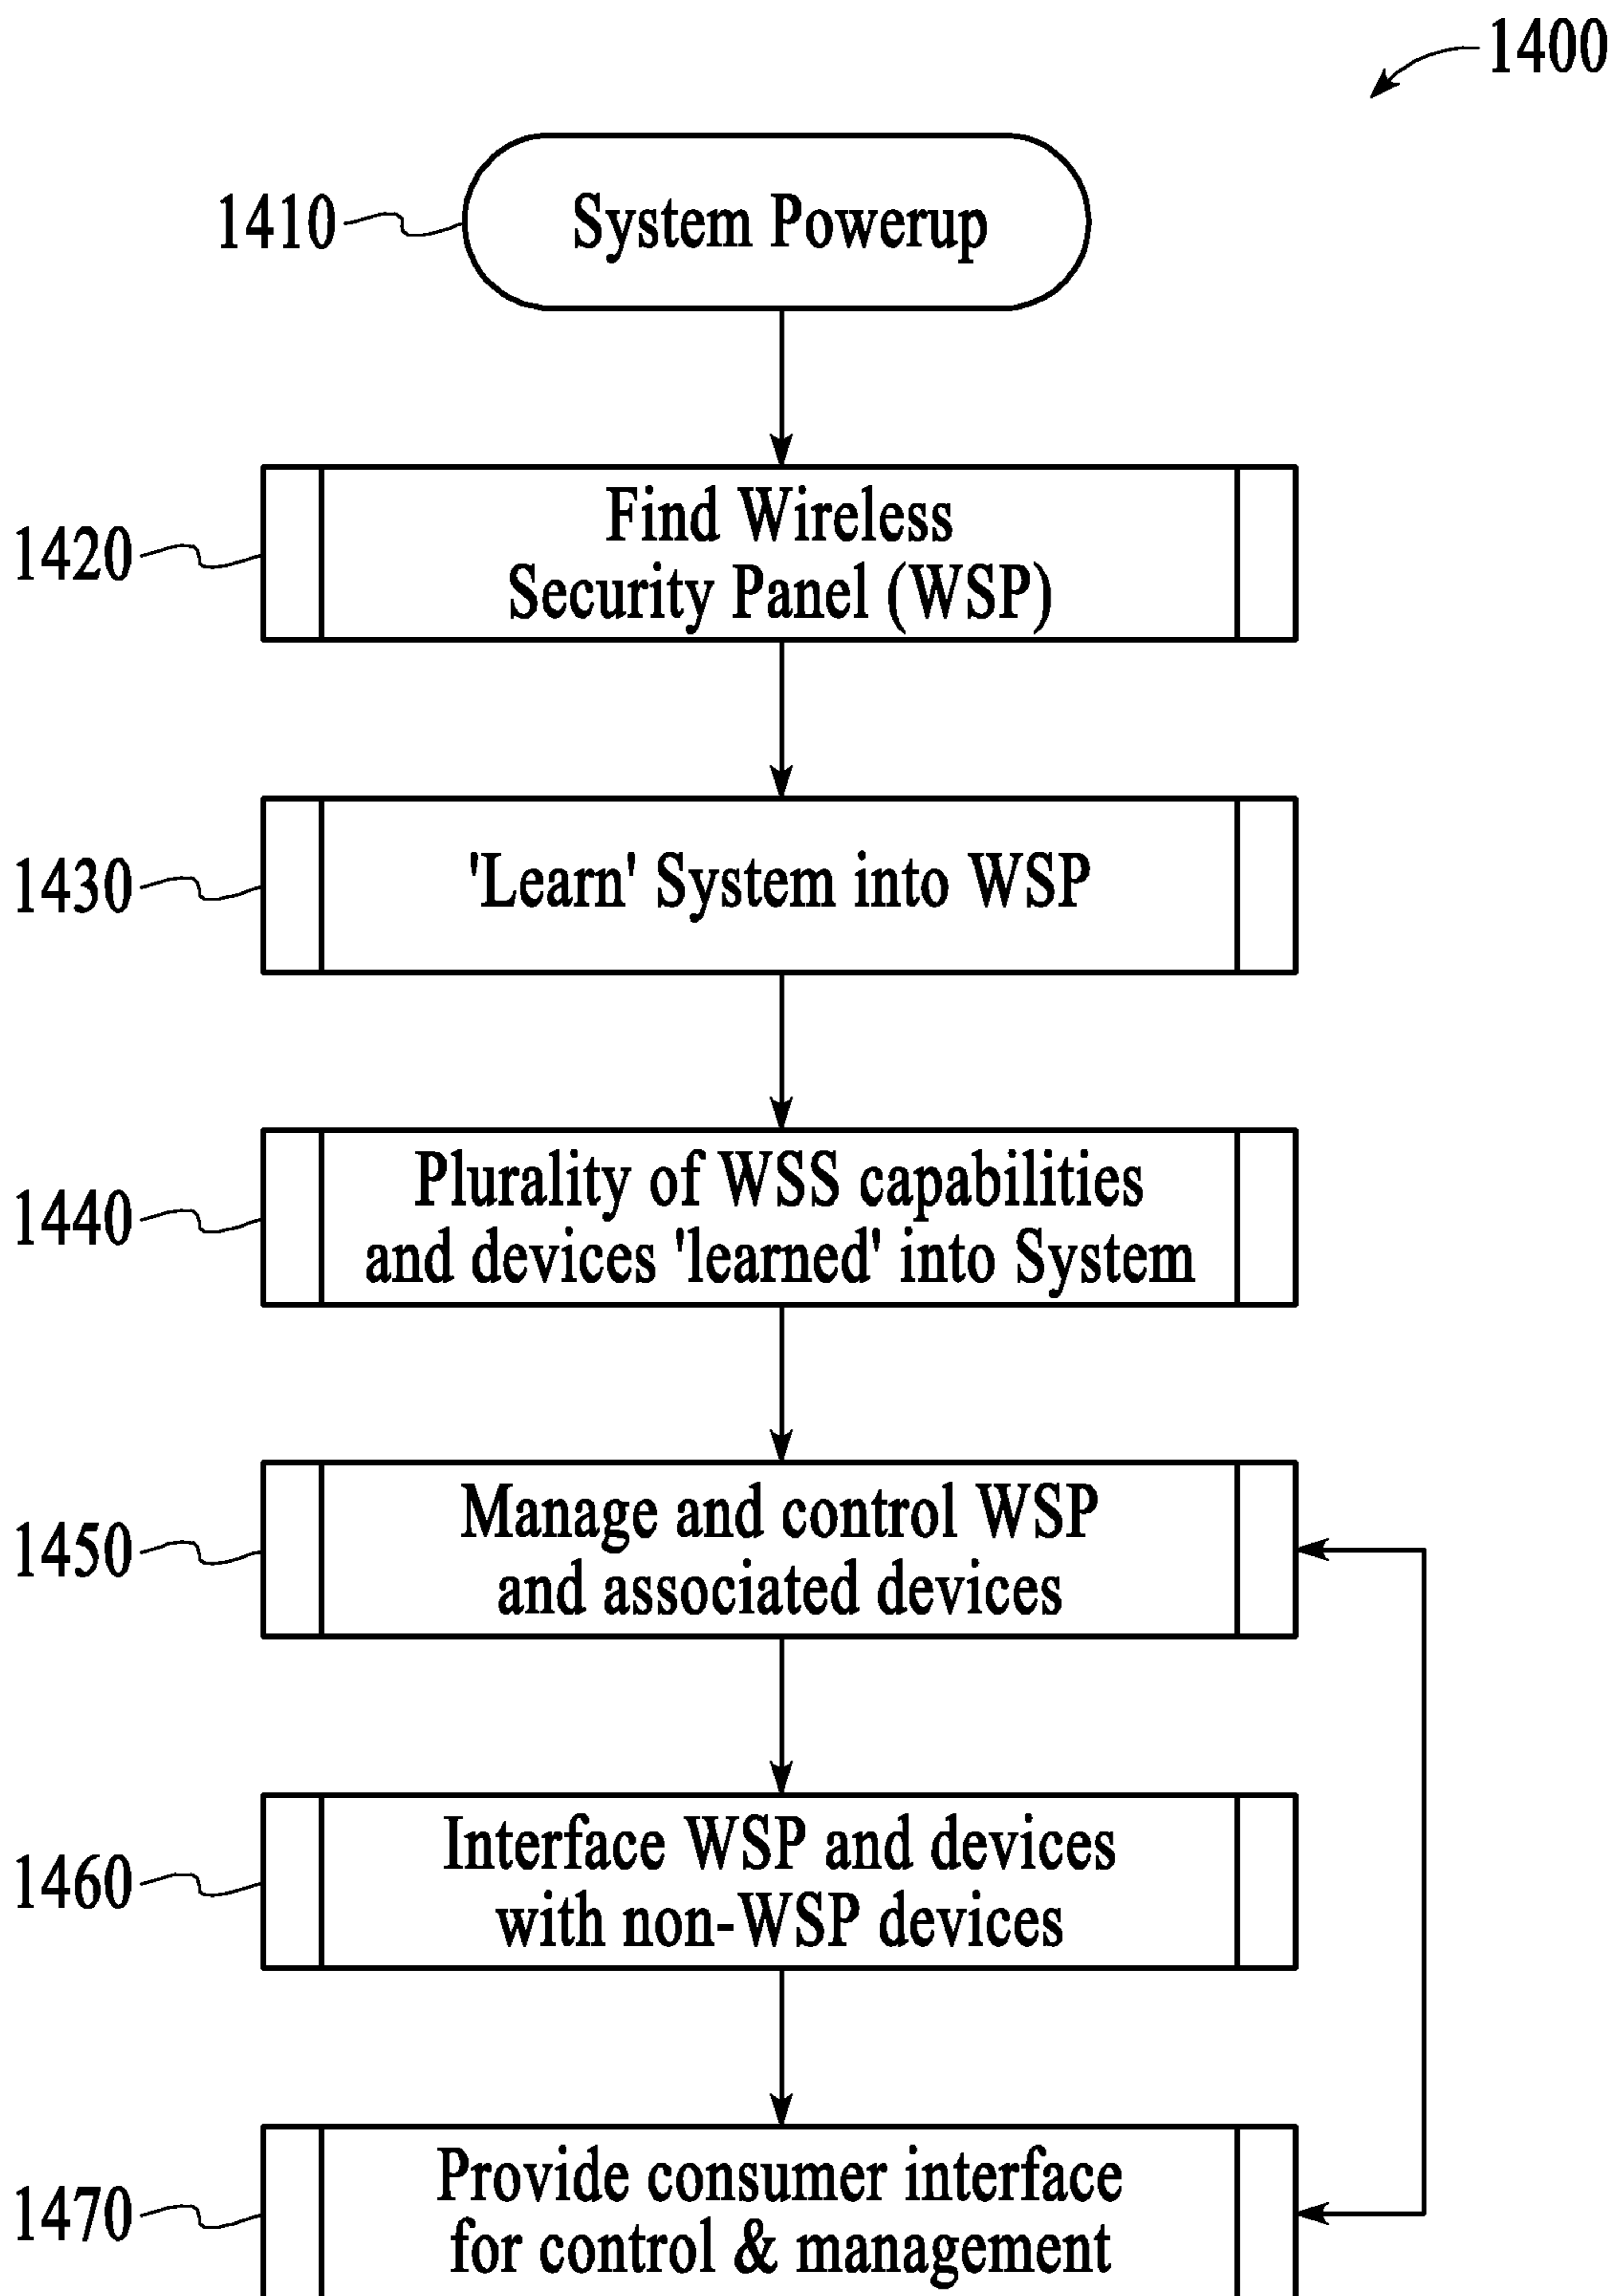 1400
1410
System Powerup
1420
Find Wireless
Security Panel (WSP)
1430
'Learn' System into WSP
1440
Plurality of WSS capabilities
and devices 'learned' into System
1450
Manage and control WSP
and associated devices
1460
Interface WSP and devices
with non-WSP devices
1470
Provide consumer interface
for control & management